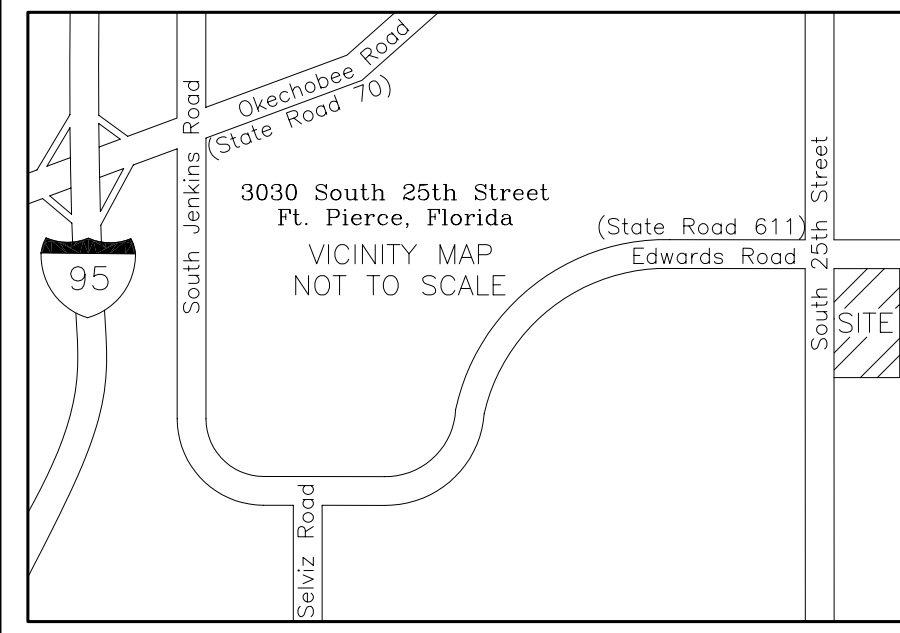 Okechobee Road
(State Road 70)
South Jenkins Road
3030 South 25th Street
Ft. Pierce, Florida
VICINITY MAP
NOT TO SCALE
95
(State Road 611)
Edwards Road
South 25th Street
SITE
Selviz Road